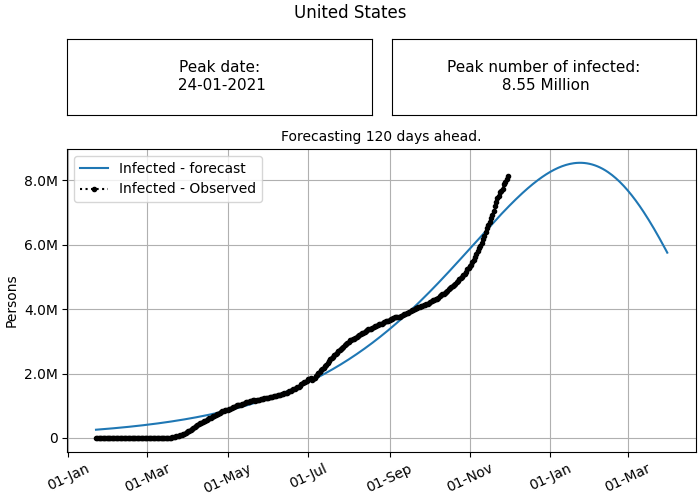 United States
Peak date:
24-01-2021
Peak number of infected:
8.55 Million
Forecasting 120 days ahead.
Infected - forecast
Infected - Observed
8.0M
6.0M
4.0M
2.0M
0
Persons
01-Jan
01-Mar
01-May
01-Jul
01-Sep
01-Nov
01-Jan
01-Mar